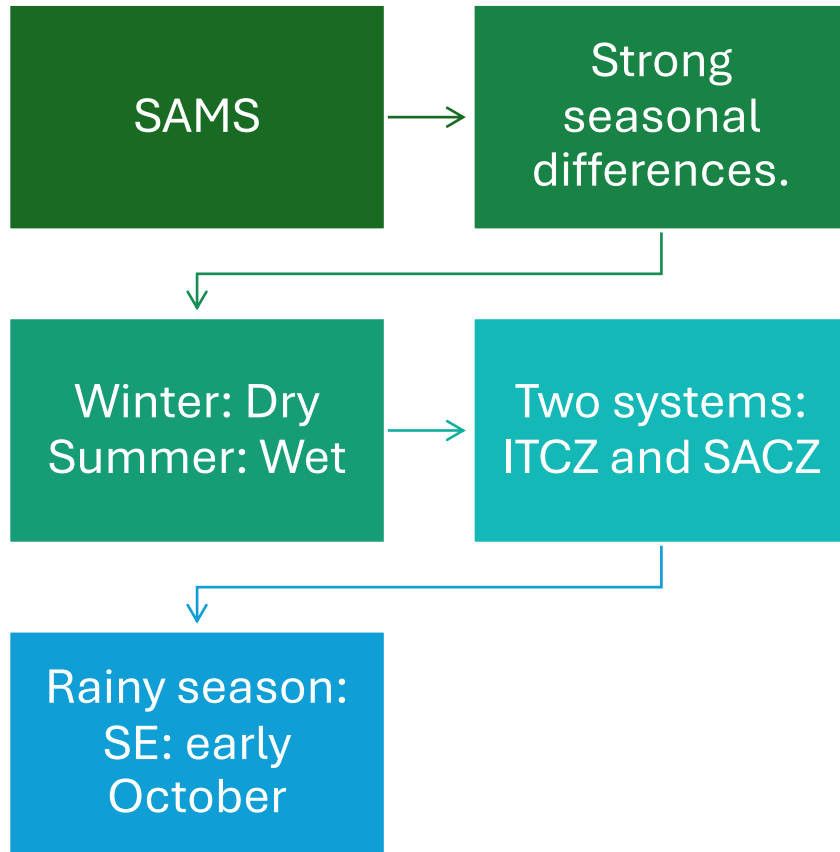 SAMS
Strong
seasonal
differences.
Winter: Dry
Summer: Wet
Two systems:
ITCZ and SACZ
Rainy season:
SE: early
October